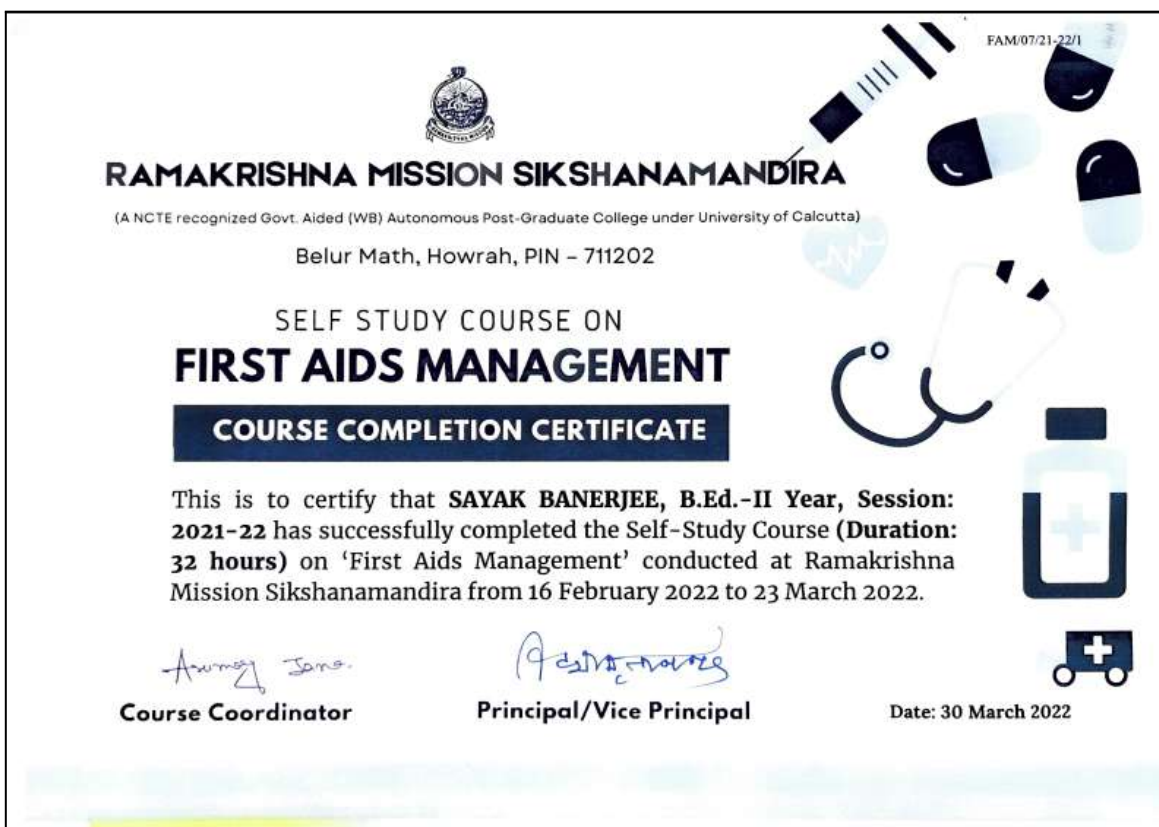 FAM/07/21-22/1
RAMAKRISHNA MISSION SIKSHANAMANDIRA
(A NCTE recognized Govt. Aided (WB) Autonomous Post-Graduate College under University of Calcutta)
Belur Math, Howrah, PIN – 711202
SELF STUDY COURSE ON
FIRST AIDS MANAGEMENT
COURSE COMPLETION CERTIFICATE
This is to certify that SAYAK BANERJEE, B.Ed.-II Year, Session:
2021-22 has successfully completed the Self-Study Course (Duration:
32 hours) on ‘First Aids Management’ conducted at Ramakrishna
Mission Sikshanamandira from 16 February 2022 to 23 March 2022.
Course Coordinator
Principal/Vice Principal
Date: 30 March 2022